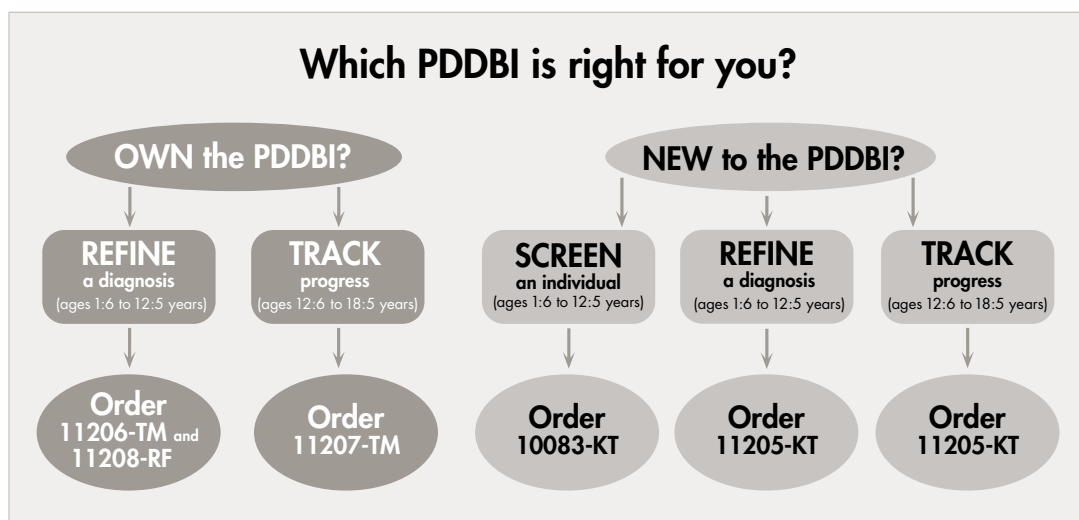 Which PDDBI is right for you?
OWN the PDDBI?
REFINE
a diagnosis
(ages 1:6 to 12:5 years)
Order
11206-TM and
11208-RF
TRACK
progress
(ages 12:6 to 18:5 years)
Order
11207-TM
NEW to the PDDBI?
SCREEN
an individual
(ages 1:6 to 12:5 years)
Order
10083-KT
REFINE
a diagnosis
(ages 1:6 to 12:5 years)
Order
11205-KT
TRACK
progress
(ages 12:6 to 18:5 years)
Order
11205-KT